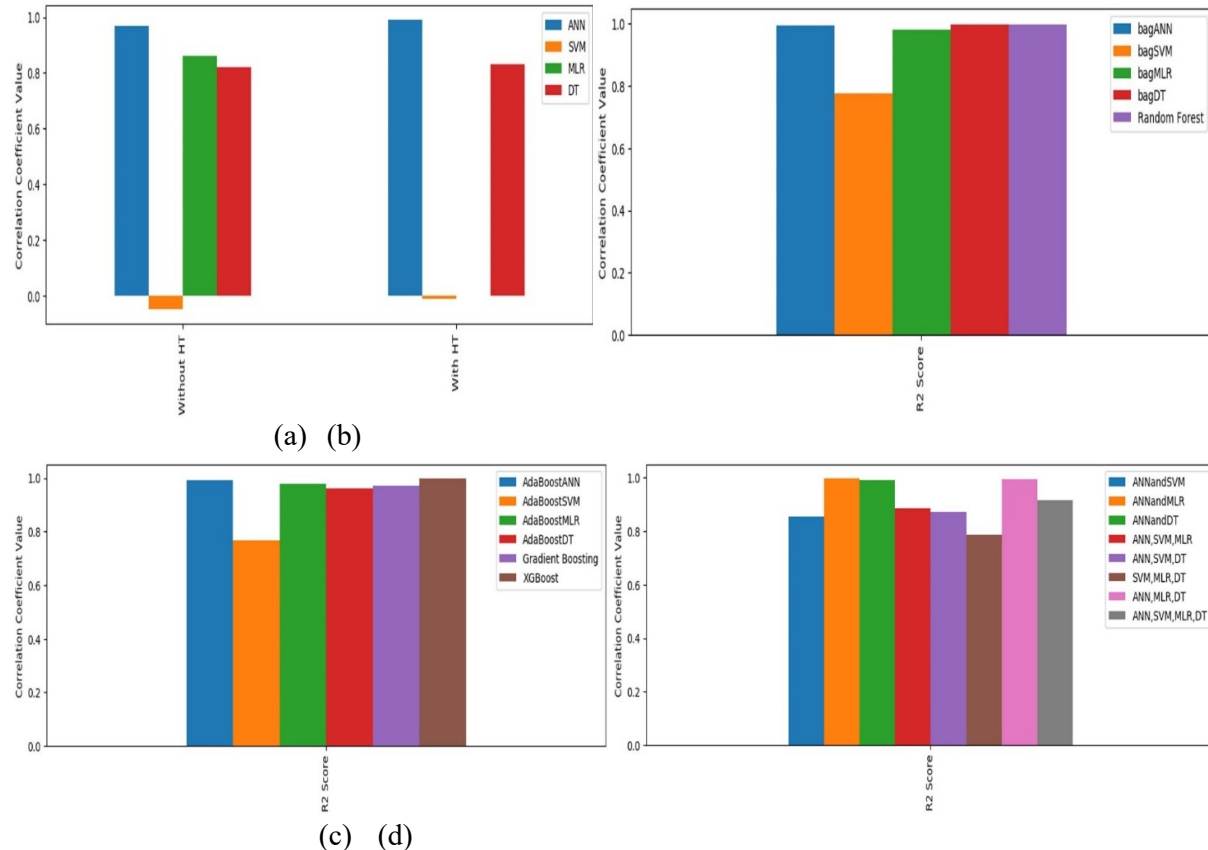 Correlation Coefficient Value
1.0
0.8
0.6
0.4
0.2
0.0
ANN
SVM
MLR
DT
Without HT
With HT
Correlation Coefficient Value
1.0
0.8
0.6
0.4
0.2
0.0
bagANN
bagSVM
bagMLR
bagDT
Random Forest
R2 Score
(a) (b)
Correlation Coefficient Value
1.0
0.8
0.6
0.4
0.2
0.0
AdaBoostANN
AdaBoostSVM
AdaBoostMLR
AdaBoostDT
Gradient Boosting
XGBoost
R2 Score
Correlation Coefficient Value
1.0
0.8
0.6
0.4
0.2
0.0
ANNandSVM
ANNandMLR
ANNandDT
ANN,SVM,MLR
ANN,SVM,DT
SVM,MLR,DT
ANN,MLR,DT
ANN,SVM,MLR,DT
R2 Score
(c) (d)